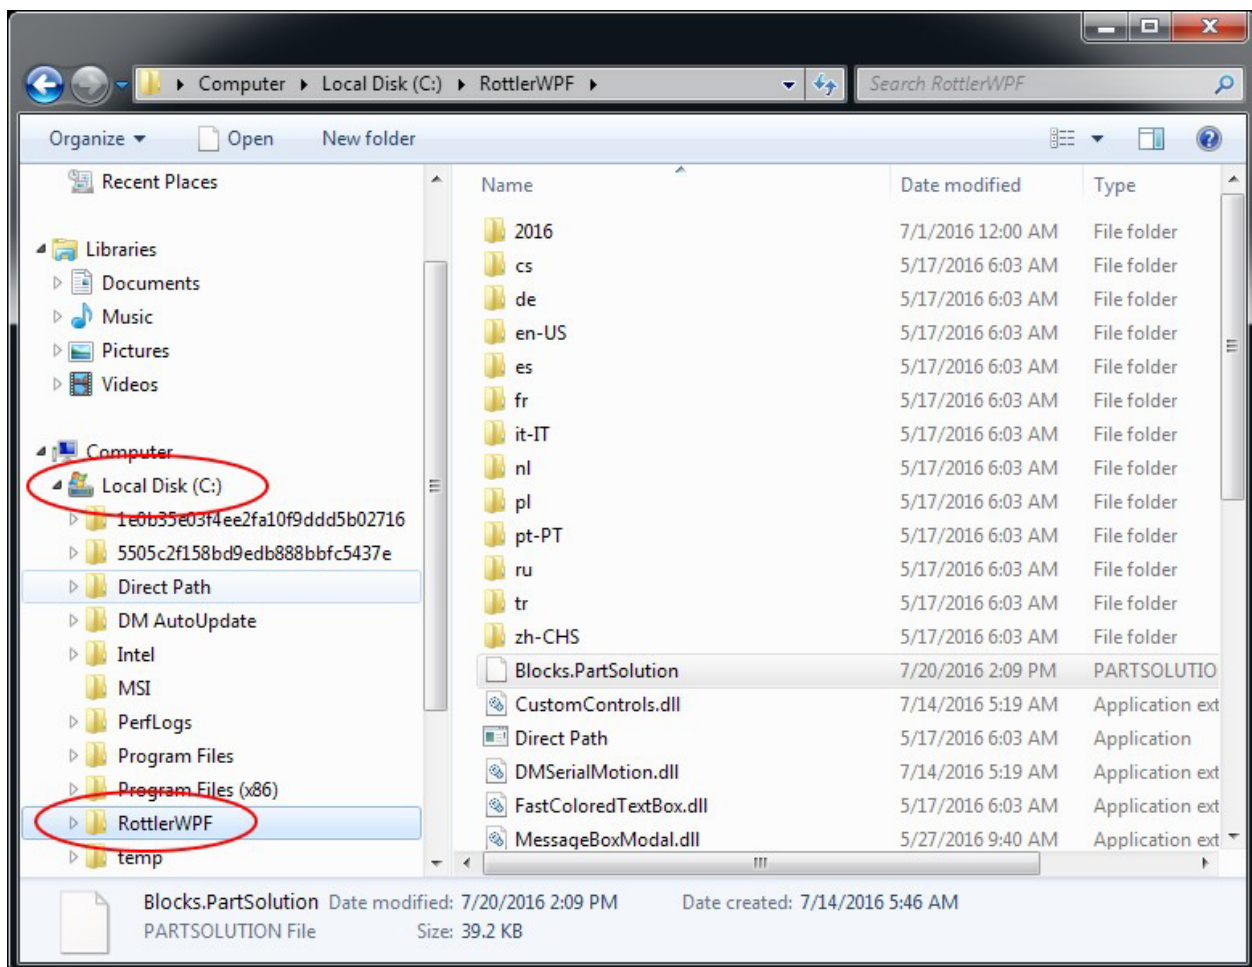 Computer Local Disk (C:) RottlerWPF
Search RottlerWPF
Organize Open New folder
Recent Places
Libraries
Documents
Music
Pictures
Videos
Computer
Local Disk (C:)
1e0b35e03f4ee2fa10f9ddd5b02716
5505c2f158bd9edb888bbfc5437e
Direct Path
DM AutoUpdate
Intel
MSI
PerfLogs
Program Files
Program Files (x86)
RottlerWPF
temp
Name Date modified Type
2016 7/1/2016 12:00 AM File folder
cs 5/17/2016 6:03 AM File folder
de 5/17/2016 6:03 AM File folder
en-US 5/17/2016 6:03 AM File folder
es 5/17/2016 6:03 AM File folder
fr 5/17/2016 6:03 AM File folder
it-IT 5/17/2016 6:03 AM File folder
nl 5/17/2016 6:03 AM File folder
pl 5/17/2016 6:03 AM File folder
pt-PT 5/17/2016 6:03 AM File folder
ru 5/17/2016 6:03 AM File folder
tr 5/17/2016 6:03 AM File folder
zh-CHS 5/17/2016 6:03 AM File folder
Blocks.PartSolution 7/20/2016 2:09 PM PARTSOLUTIO
CustomControls.dll 7/14/2016 5:19 AM Application ext
Direct Path 5/17/2016 6:03 AM Application
DMSerialMotion.dll 7/14/2016 5:19 AM Application ext
FastColoredTextBox.dll 5/17/2016 6:03 AM Application ext
MessageBoxModal.dll 5/27/2016 9:40 AM Application ext
Blocks.PartSolution Date modified: 7/20/2016 2:09 PM Date created: 7/14/2016 5:46 AM
PARTSOLUTION File Size: 39.2 KB